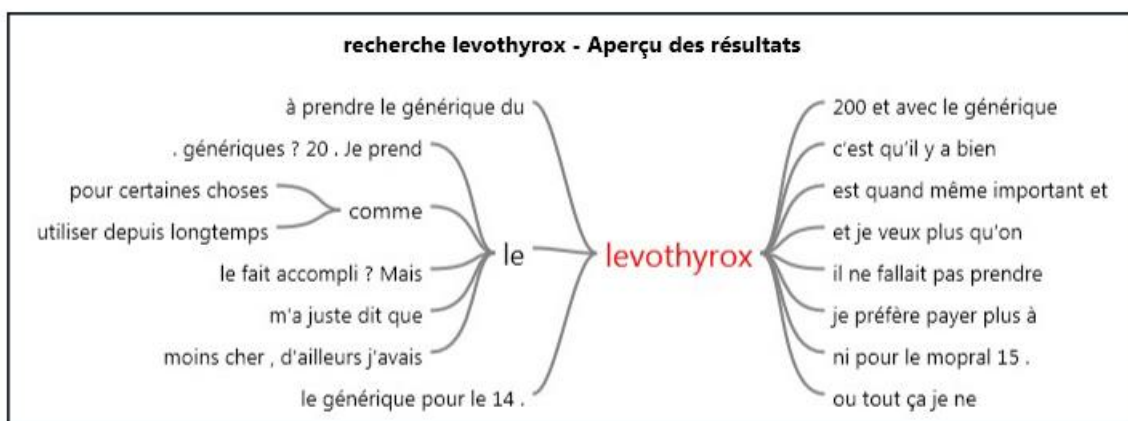 recherche levothyrox - Aperçu des résultats
à prendre le générique du
. génériques ? 20 . Je prend
pour certaines choses
utiliser depuis longtemps
comme
le fait accompli ? Mais
m'a juste dit que
moins cher , d'ailleurs j'avais
le
le générique pour le 14 .
levothyrox
200 et avec le générique
c'est qu'il y a bien
est quand même important et
et je veux plus qu'on
il ne fallait pas prendre
je préfère payer plus à
ni pour le mopral 15 .
ou tout ça je ne